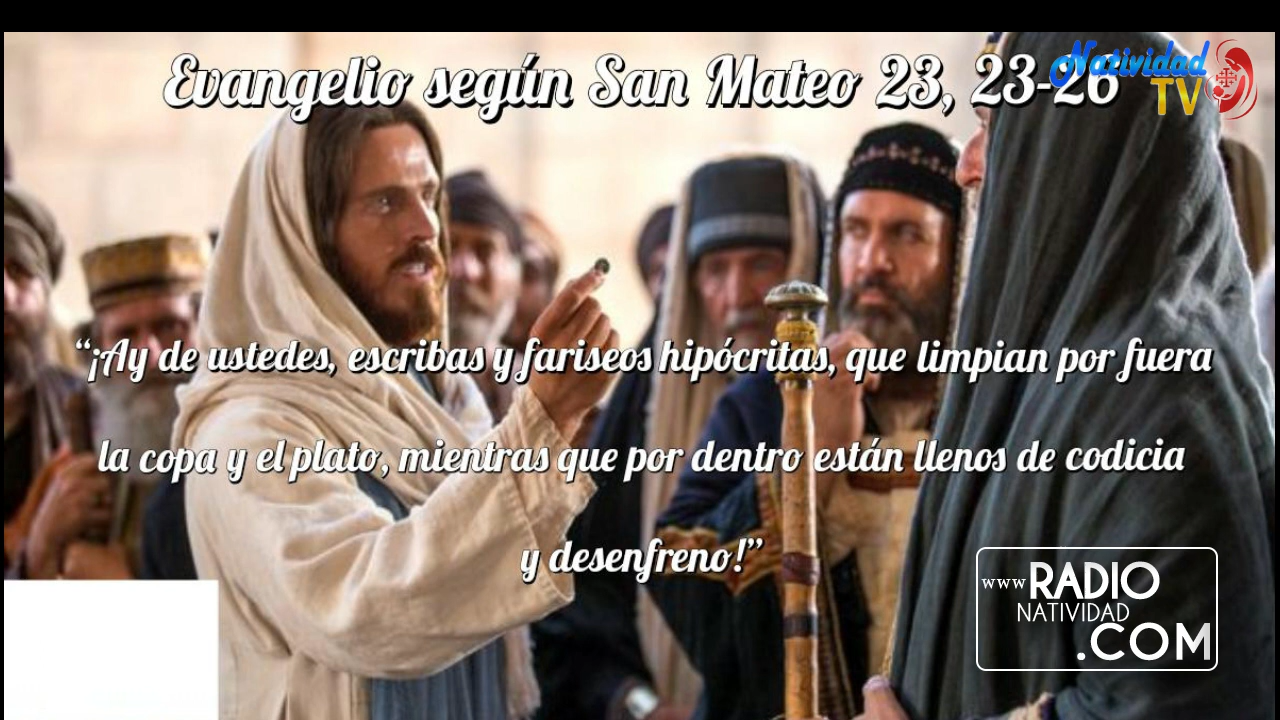 Evangelio según San Mateo 23, 23-26
Natividad
TV
“¡Ay de ustedes, escribas y fariseos hipócritas, que limpian por fuera
la copa y el plato, mientras que por dentro están llenos de codicia
y desenfreno!”
www RADIO
NATIVIDAD
.COM